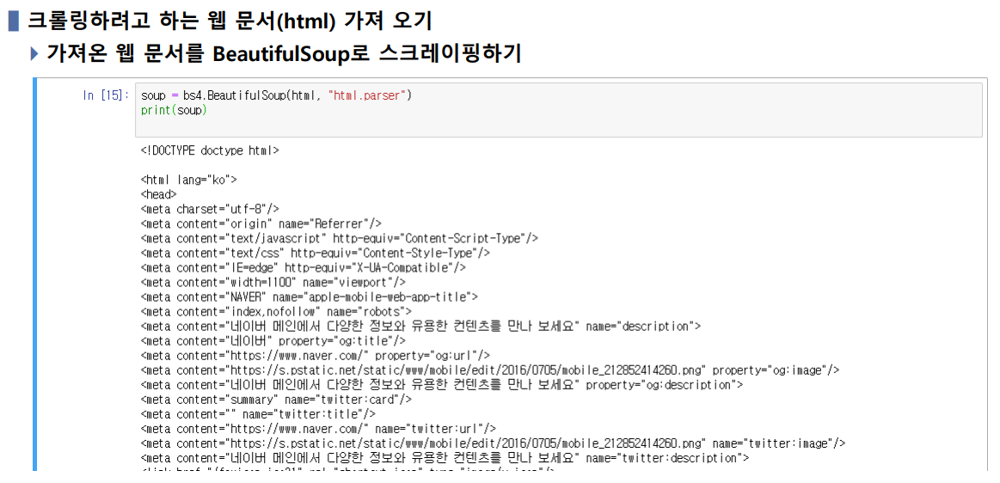 크롤링하려고 하는 웹 문서(html) 가져 오기
가져온 웹 문서를 BeautifulSoup로 스크레이핑하기
In [15]: soup = bs4.BeautifulSoup(html, "html.parser")
print(soup)
<!DOCTYPE doctype html>
<html lang="ko">
<head>
<meta charset="utf-8"/>
<meta content="origin" name="Referrer"/>
<meta content="text/javascript" http-equiv="Content-Script-Type"/>
<meta content="text/css" http-equiv="Content-Style-Type"/>
<meta content="IE=edge" http-equiv="X-UA-Compatible"/>
<meta content="width=1100" name="viewport"/>
<meta content="NAVER" name="apple-mobile-web-app-title">
<meta content="index,nofollow" name="robots">
<meta content="네이버 메인에서 다양한 정보와 유용한 컨텐츠를 만나 보세요" name="description">
<meta content="네이버" property="og:title"/>
<meta content="https://www.naver.com/" property="og:url"/>
<meta content="https://s.pstatic.net/static/www/mobile/edit/2016/0705/mobile_212852414260.png" property="og:image"/>
<meta content="네이버 메인에서 다양한 정보와 유용한 컨텐츠를 만나 보세요" property="og:description">
<meta content="summary" name="twitter:card"/>
<meta content="" name="twitter:title"/>
<meta content="https://www.naver.com/" name="twitter:url"/>
<meta content="https://s.pstatic.net/static/www/mobile/edit/2016/0705/mobile_212852414260.png" name="twitter:image"/>
<meta content="네이버 메인에서 다양한 정보와 유용한 컨텐츠를 만나 보세요" name="twitter:description">